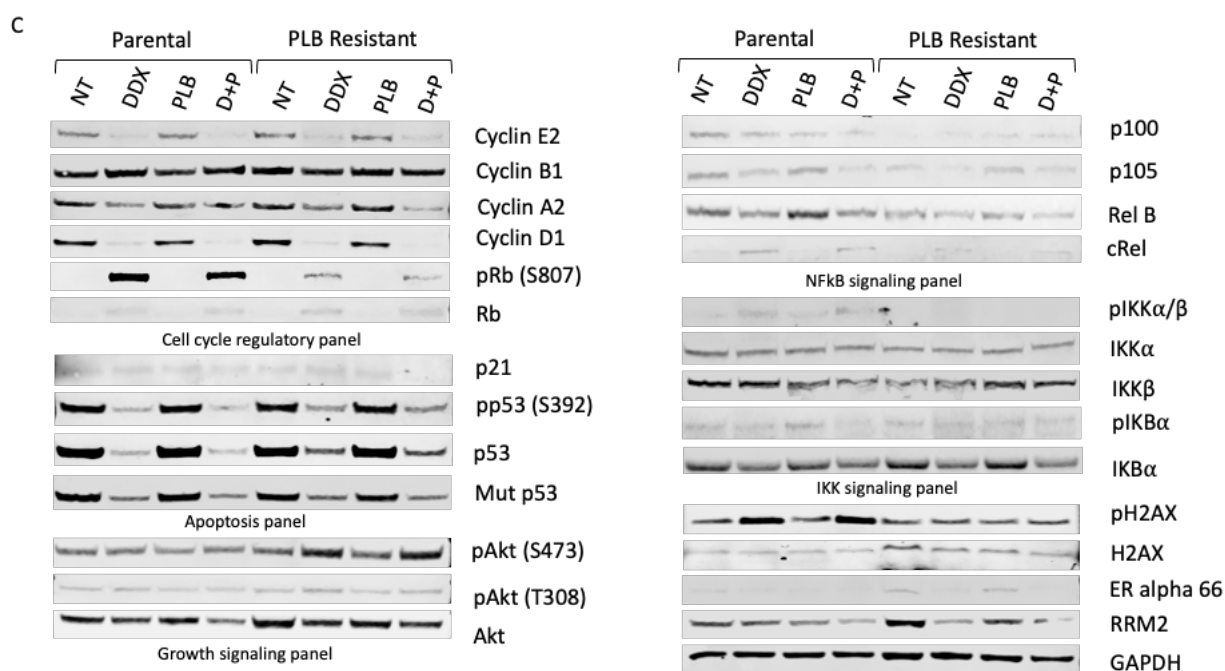 C
Parental PLB Resistant
NT DDX PLB D+P NT DDX PLB D+P
Cyclin E2
Cyclin B1
Cyclin A2
Cyclin D1
pRb (S807)
Rb
Cell cycle regulatory panel
p21
pp53 (S392)
p53
Mut p53
Apoptosis panel
pAkt (S473)
pAkt (T308)
Akt
Growth signaling panel
Parental PLB Resistant
NT DDX PLB D+P NT DDX PLB D+P
p100
p105
Rel B
cRel
NFkB signaling panel
pIKKα/β
IKKα
IKKβ
pIKBα
IKBα
IKK signaling panel
pH2AX
H2AX
ER alpha 66
RRM2
GAPDH